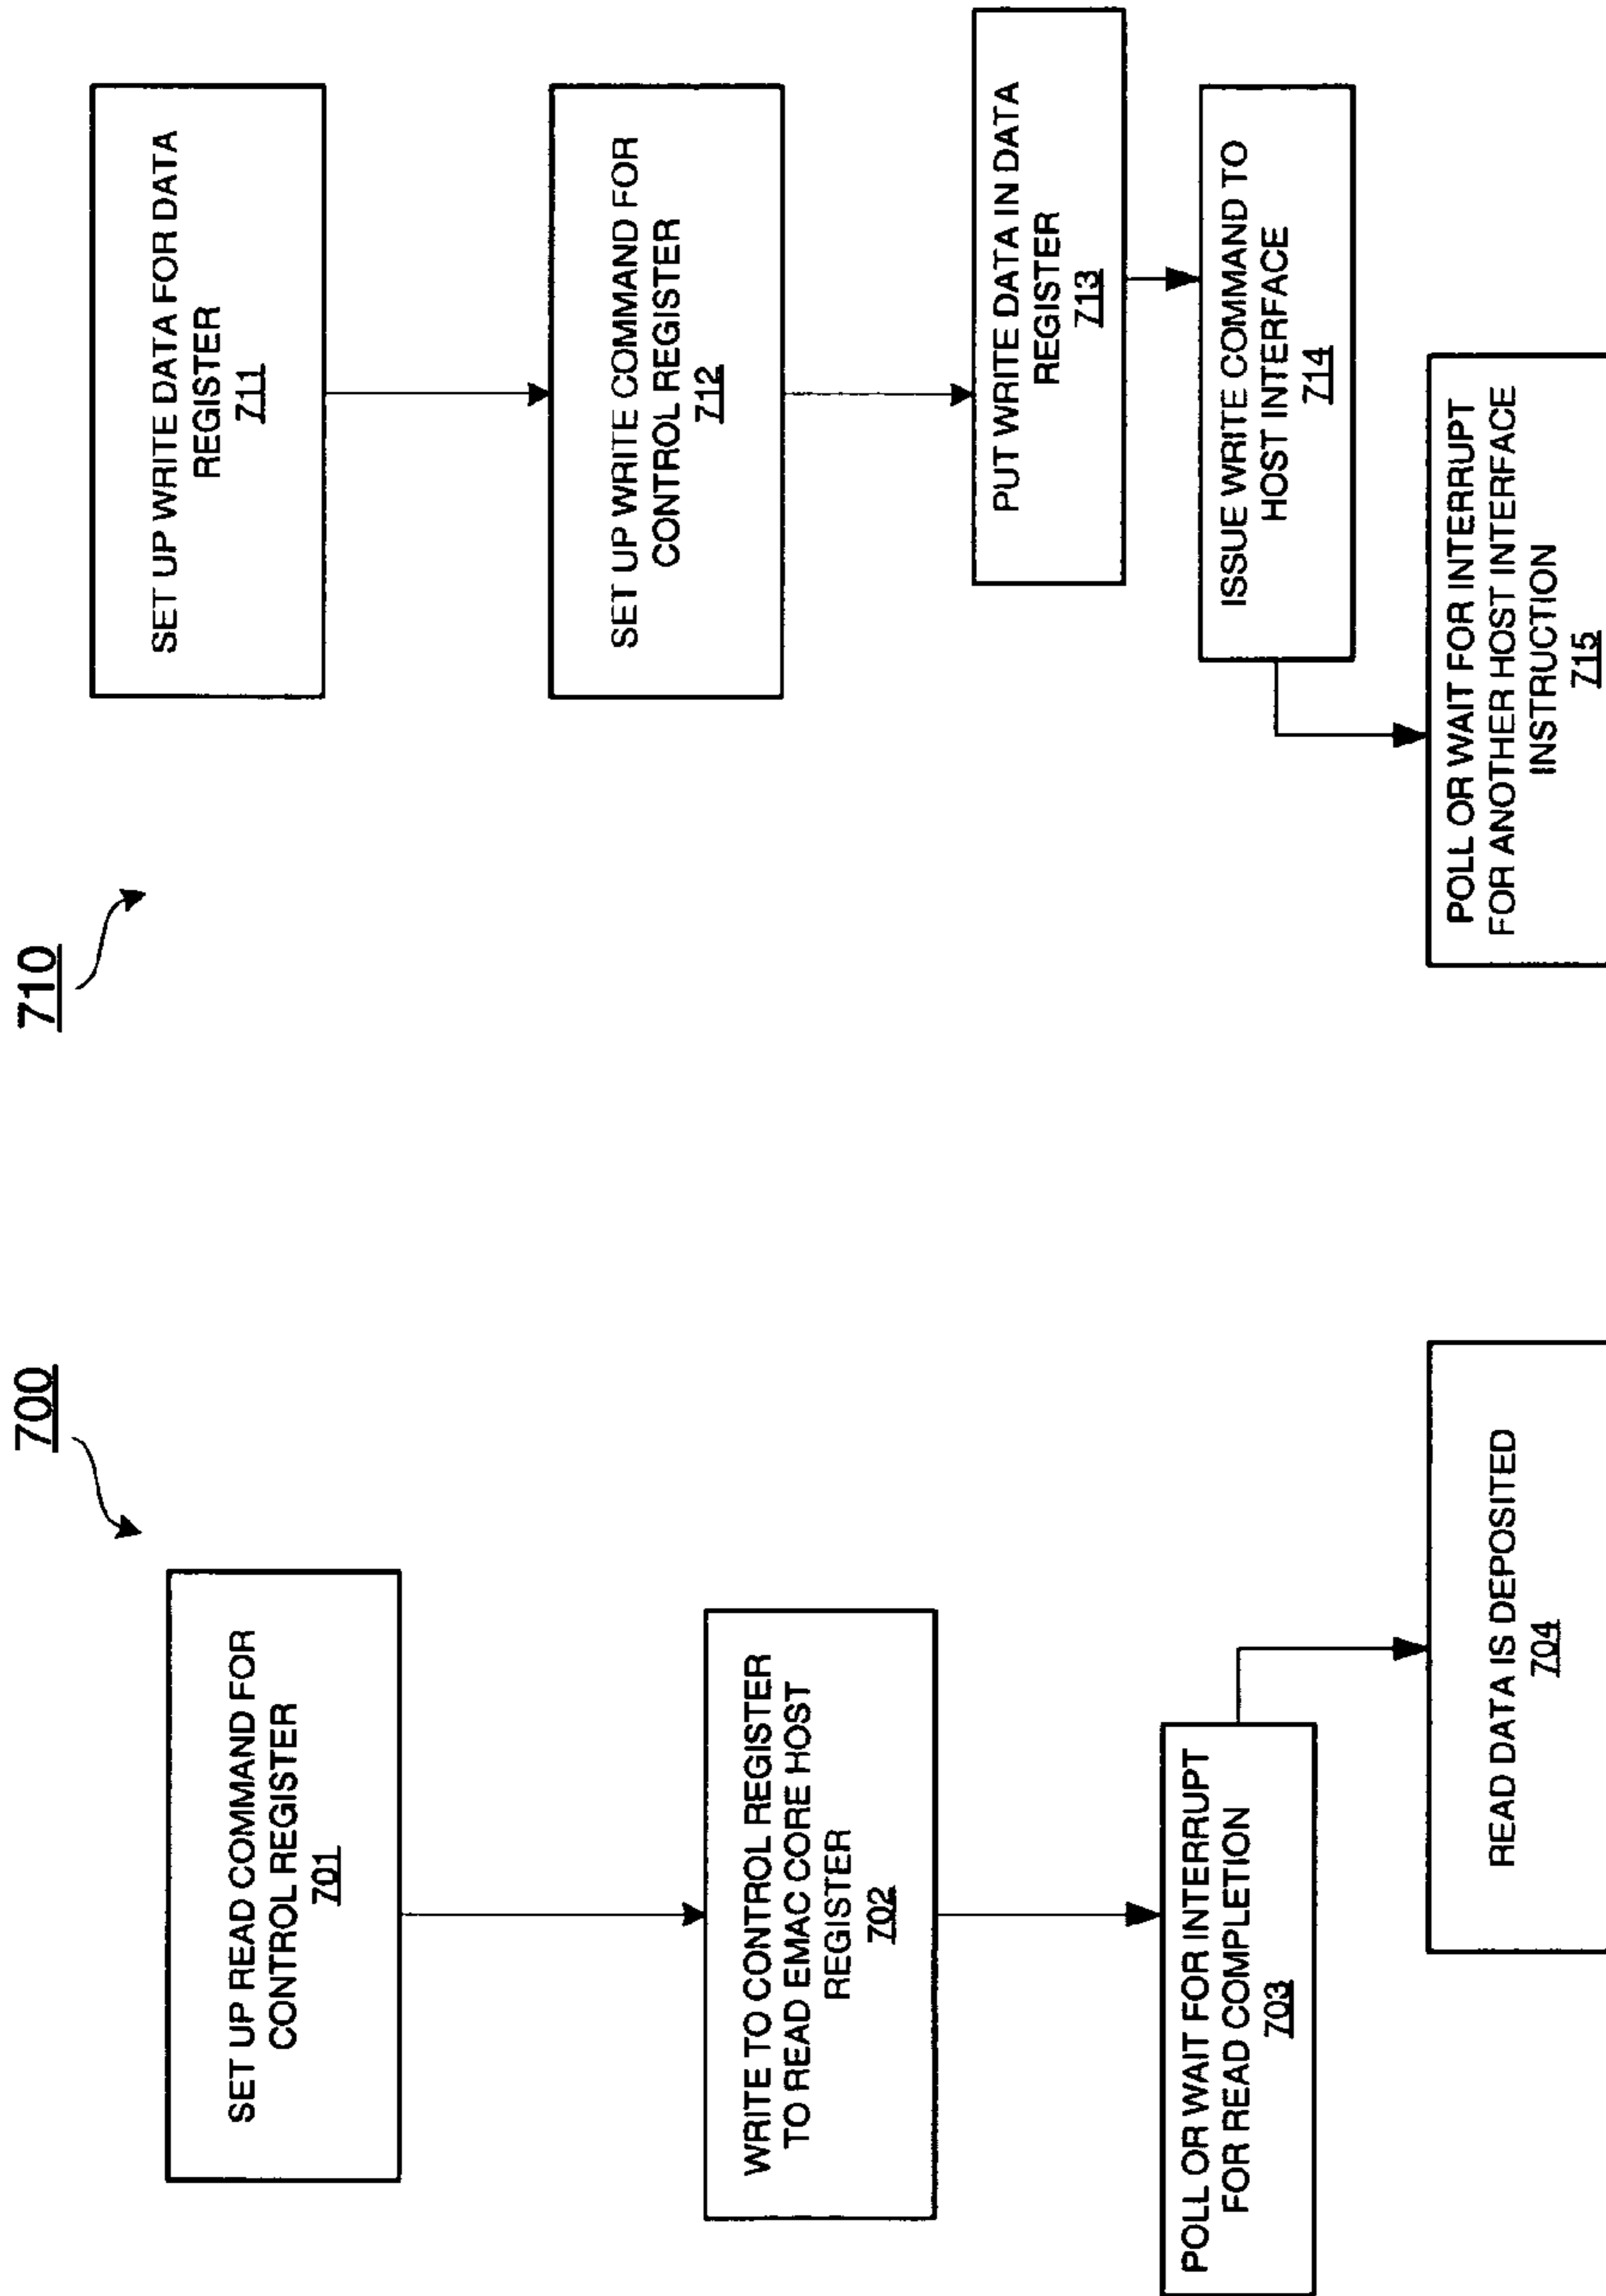 700
SET UP READ COMMAND FOR
CONTROL REGISTER
701
WRITE TO CONTROL REGISTER
TO READ EMAC CORE HOST
REGISTER
702
POLL OR WAIT FOR INTERRUPT
FOR READ COMPLETION
703
READ DATA IS DEPOSITED
704
710
SET UP WRITE DATA FOR DATA
REGISTER
711
SET UP WRITE COMMAND FOR
CONTROL REGISTER
712
PUT WRITE DATA IN DATA
REGISTER
713
ISSUE WRITE COMMAND TO
HOST INTERFACE
714
POLL OR WAIT FOR INTERRUPT
FOR ANOTHER HOST INTERFACE
INSTRUCTION
715